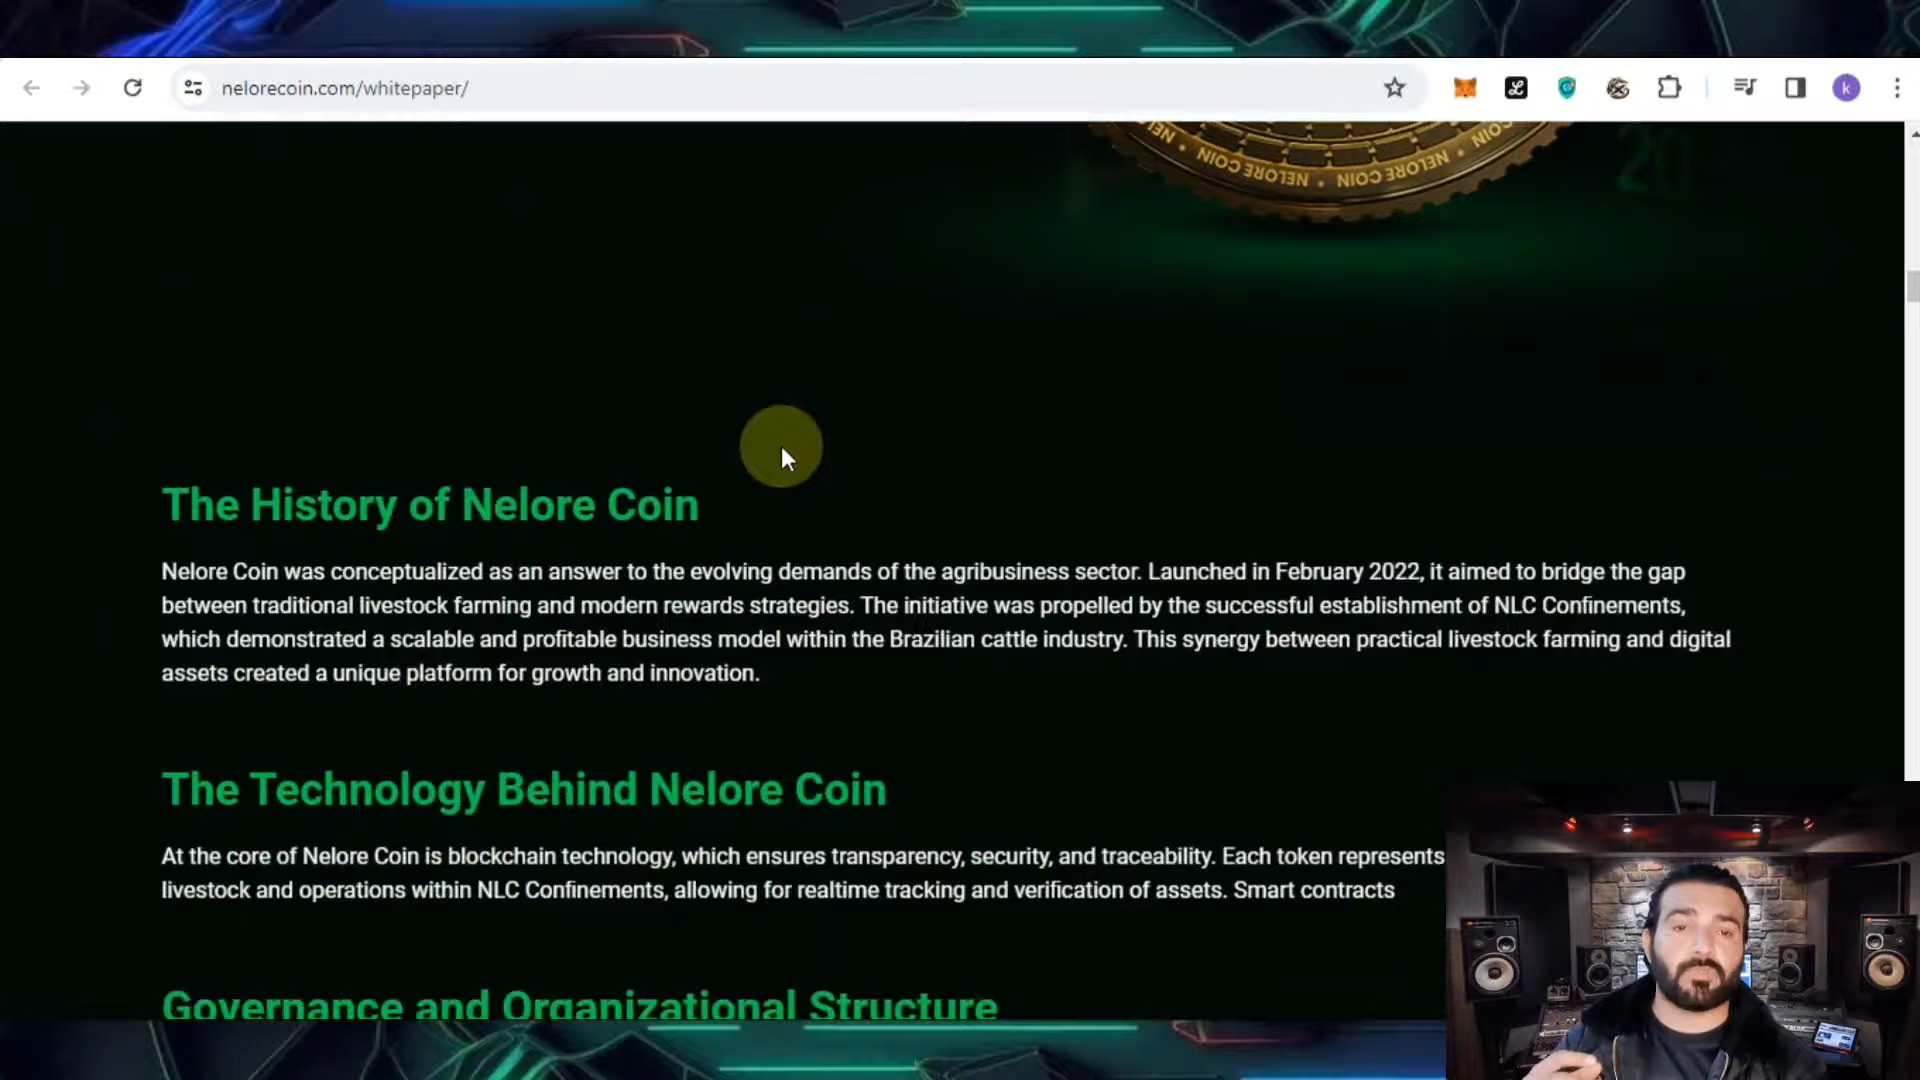 nelorecoin.com/whitepaper/
k
NELORE COIN • NELORE COIN
20
The History of Nelore Coin
Nelore Coin was conceptualized as an answer to the evolving demands of the agribusiness sector. Launched in February 2022, it aimed to bridge the gap
between traditional livestock farming and modern rewards strategies. The initiative was propelled by the successful establishment of NLC Confinements,
which demonstrated a scalable and profitable business model within the Brazilian cattle industry. This synergy between practical livestock farming and digital
assets created a unique platform for growth and innovation.
The Technology Behind Nelore Coin
At the core of Nelore Coin is blockchain technology, which ensures transparency, security, and traceability. Each token represents
livestock and operations within NLC Confinements, allowing for realtime tracking and verification of assets. Smart contracts
Governance and Organizational Structure